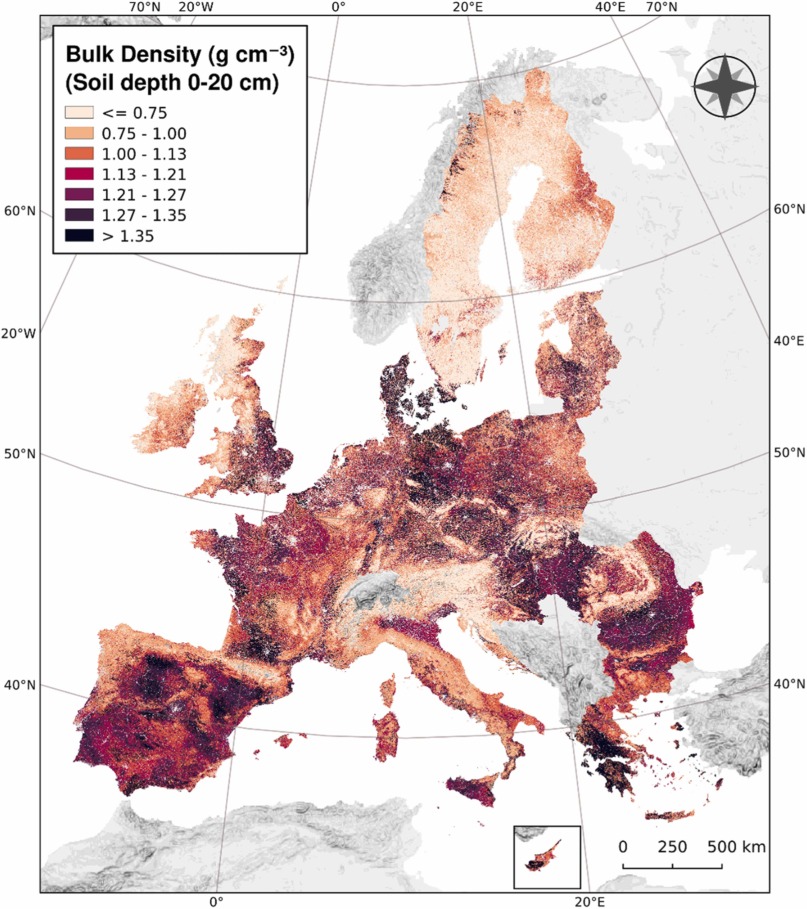 70°N 20°W 0° 20°E 40°E 70°N
Bulk Density (g cm⁻³)
(Soil depth 0-20 cm)
<= 0.75
0.75 - 1.00
1.00 - 1.13
1.13 - 1.21
1.21 - 1.27
1.27 - 1.35
> 1.35
60°N 60°N
20°W 40°E
50°N 50°N
40°N 40°N
0 250 500 km
0° 20°E